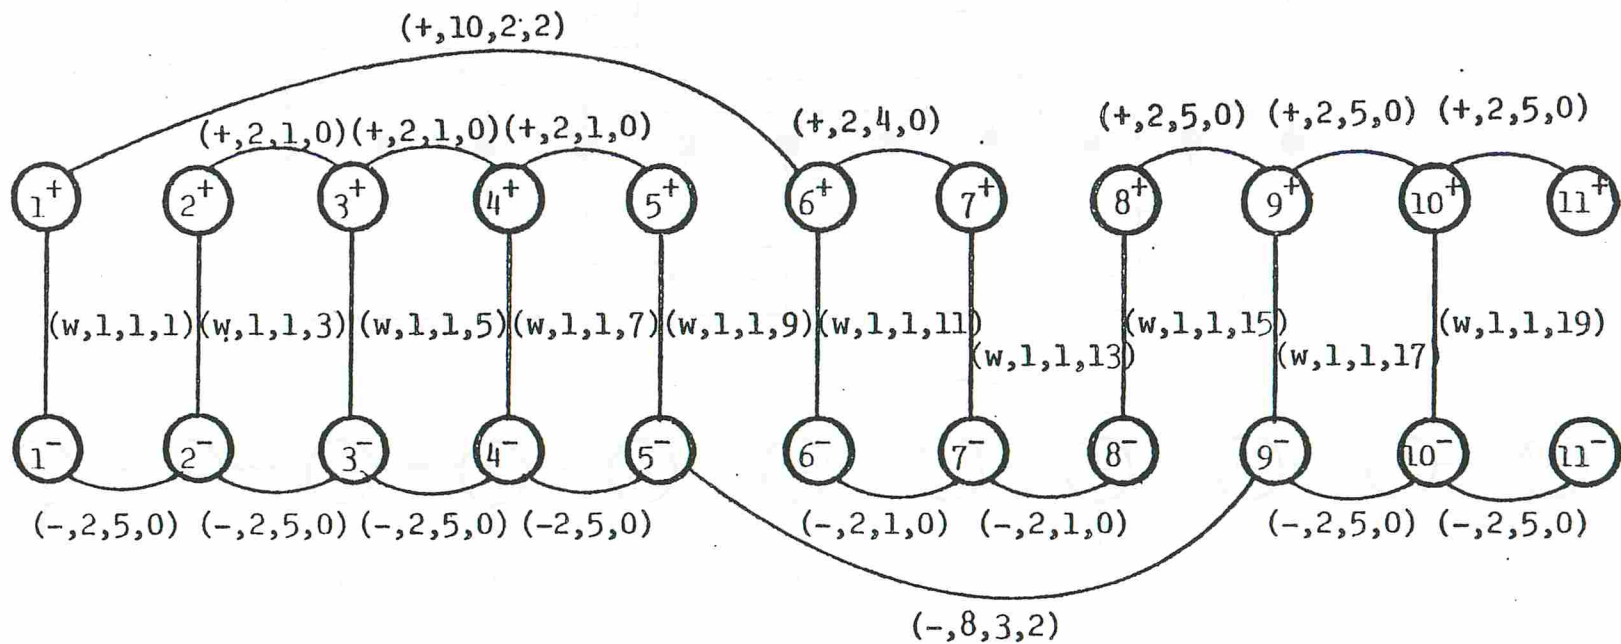 (+,10,2,2)
(+,2,1,0) (+,2,1,0) (+,2,1,0) (+,2,4,0) (+,2,5,0) (+,2,5,0) (+,2,5,0)
1+ 2+ 3+ 4+ 5+ 6+ 7+ 8+ 9+ 10+ 11+
(w,1,1,1) (w,1,1,3) (w,1,1,5) (w,1,1,7) (w,1,1,9) (w,1,1,11) (w,1,1,15) (w,1,1,19)
(w,1,1,13) (w,1,1,17)
1- 2- 3- 4- 5- 6- 7- 8- 9- 10- 11-
(-,2,5,0) (-,2,5,0) (-,2,5,0) (-2,5,0) (-,2,1,0) (-,2,1,0) (-,2,5,0) (-,2,5,0)
(-,8,3,2)